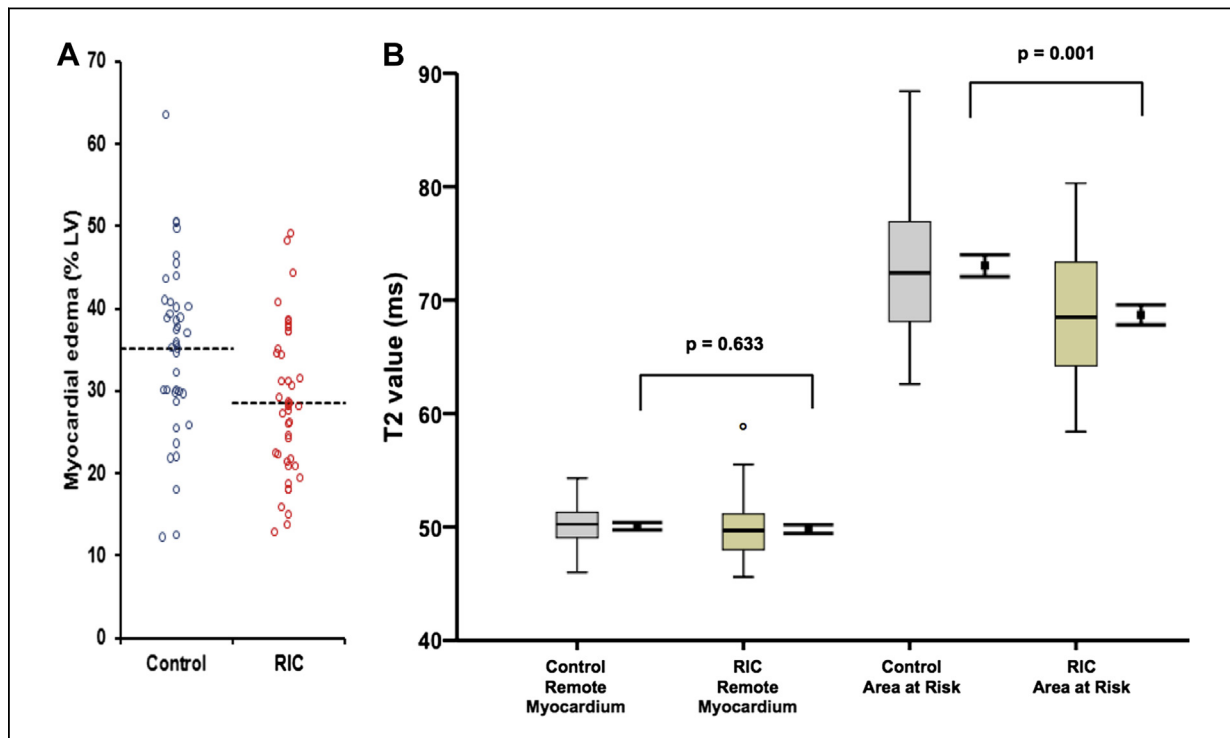 A
Myocardial edema (% LV)
70
60
50
40
30
20
10
0
Control
RIC
B
T2 value (ms)
90
80
70
60
50
40
p = 0.001
p = 0.633
Control
Remote
Myocardium
RIC
Remote
Myocardium
Control
Area at Risk
RIC
Area at Risk